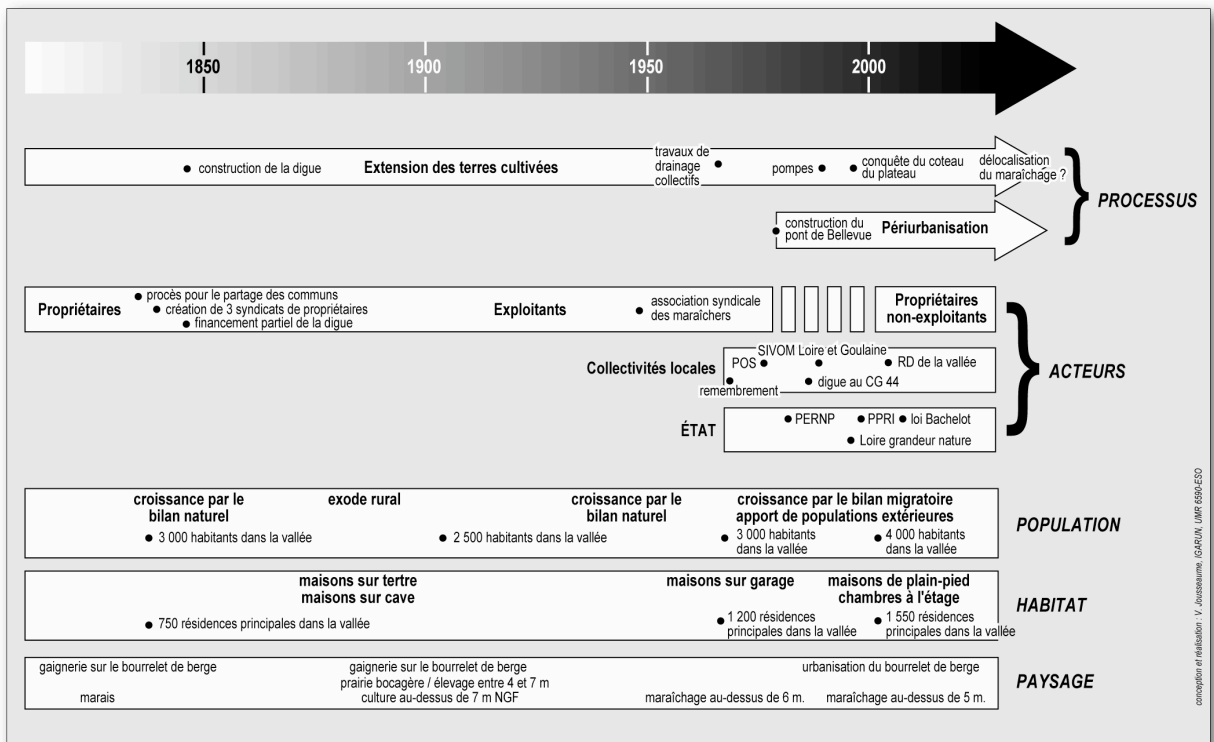 1850
1900
1950
2000
construction de la digue
Extension des terres cultivées
travaux de
drainage
collectifs
pompes
conquête du coteau
du plateau
délocalisation
du maraîchage ?
construction du
pont de Bellevue
Périurbanisation
PROCESSUS
Propriétaires
procès pour le partage des communs
création de 3 syndicats de propriétaires
financement partiel de la digue
Exploitants
association syndicale
des maraîchers
Propriétaires
non-exploitants
Collectivités locales
SIVOM Loire et Goulaine
POS
RD de la vallée
remembrement
digue au CG 44
ACTEURS
ÉTAT
PERNP
PPRI
loi Bachelot
Loire grandeur nature
croissance par le
bilan naturel
exode rural
croissance par le
bilan naturel
croissance par le bilan migratoire
apport de populations extérieures
3 000 habitants dans la vallée
2 500 habitants dans la vallée
3 000 habitants
dans la vallée
4 000 habitants
dans la vallée
POPULATION
maisons sur tertre
maisons sur cave
maisons sur garage
maisons de plain-pied
chambres à l'étage
750 résidences principales dans la vallée
1 200 résidences
principales dans la vallée
1 550 résidences
principales dans la vallée
HABITAT
gaignerie sur le bourrelet de berge
marais
gaignerie sur le bourrelet de berge
prairie bocagère / élevage entre 4 et 7 m
culture au-dessus de 7 m NGF
maraîchage au-dessus de 6 m.
urbanisation du bourrelet de berge
maraîchage au-dessus de 5 m.
PAYSAGE
conception et réalisation : V. Jousseaume, IGARUN, UMR 6590-ESO